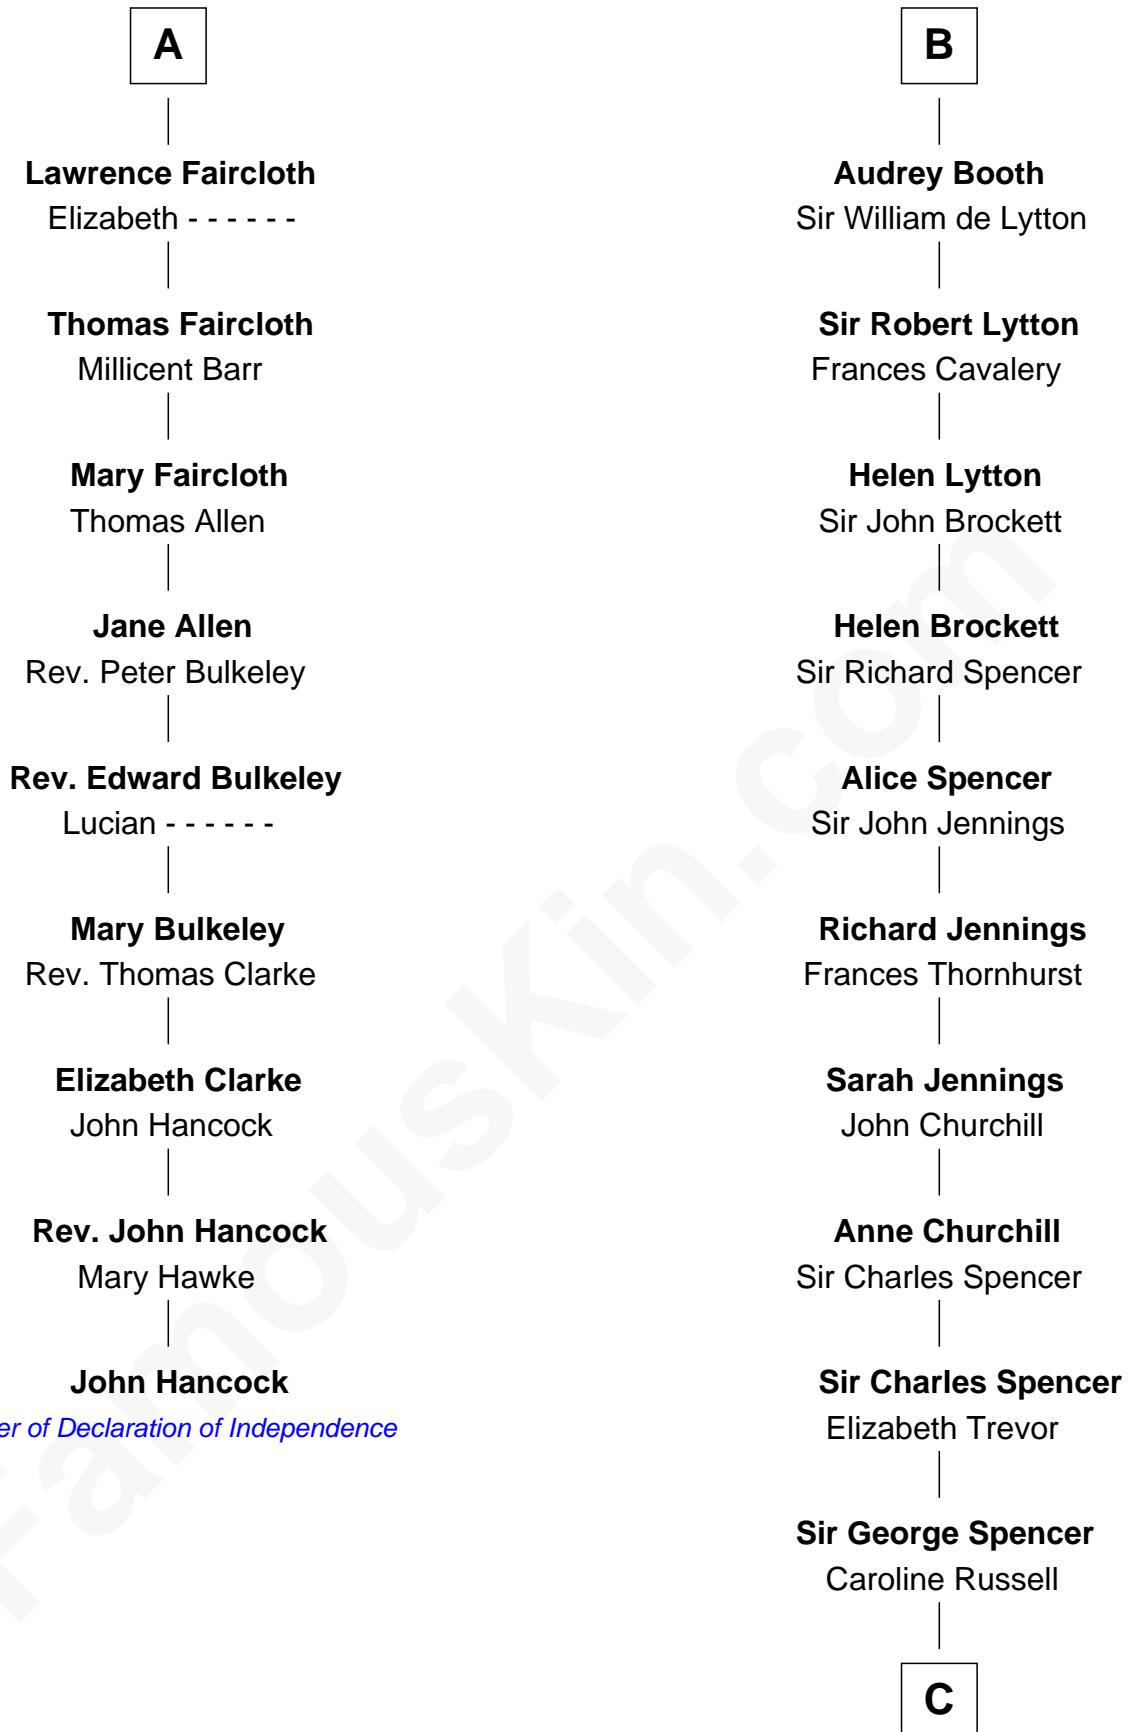 A
Lawrence Faircloth
Elizabeth - - - - - -
Thomas Faircloth
Millicent Barr
Mary Faircloth
Thomas Allen
Jane Allen
Rev. Peter Bulkeley
Rev. Edward Bulkeley
Lucian - - - - - -
Mary Bulkeley
Rev. Thomas Clarke
Elizabeth Clarke
John Hancock
Rev. John Hancock
Mary Hawke
John Hancock
er of Declaration of Independence
B
Audrey Booth
Sir William de Lytton
Sir Robert Lytton
Frances Cavalery
Helen Lytton
Sir John Brockett
Helen Brockett
Sir Richard Spencer
Alice Spencer
Sir John Jennings
Richard Jennings
Frances Thornhurst
Sarah Jennings
John Churchill
Anne Churchill
Sir Charles Spencer
Sir Charles Spencer
Elizabeth Trevor
Sir George Spencer
Caroline Russell
C
FamousKin.com